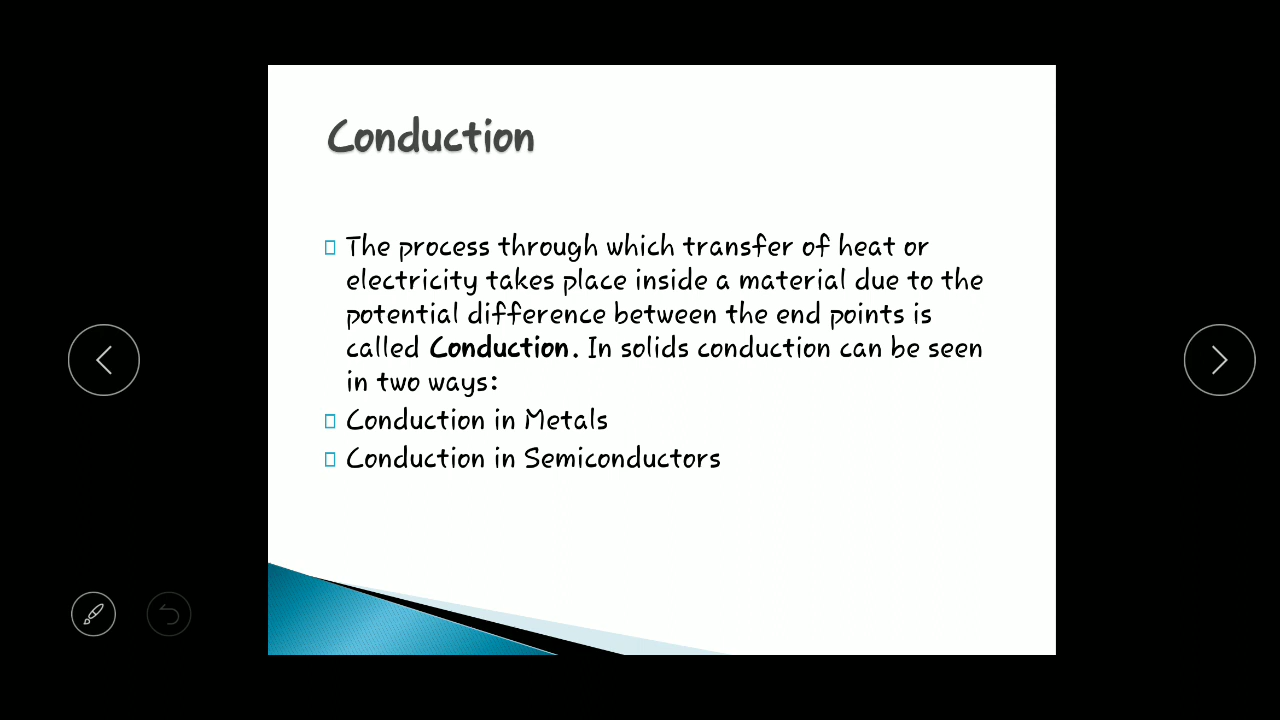 Conduction
The process through which transfer of heat or
electricity takes place inside a material due to the
potential difference between the end points is
called Conduction. In solids conduction can be seen
in two ways:
Conduction in Metals
Conduction in Semiconductors